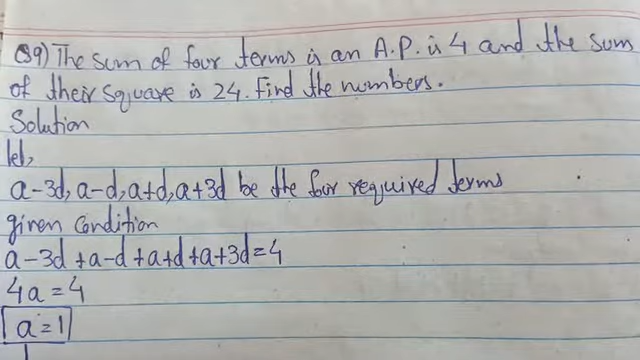 Q9) The sum of four terms is an A.P. is 4 and the sum
of their square is 24. Find the numbers.
Solution
let,
a-3d, a-d, a+d, a+3d be the four required terms
given condition
a-3d +a-d +a+d +a+3d=4
4a=4
a=1